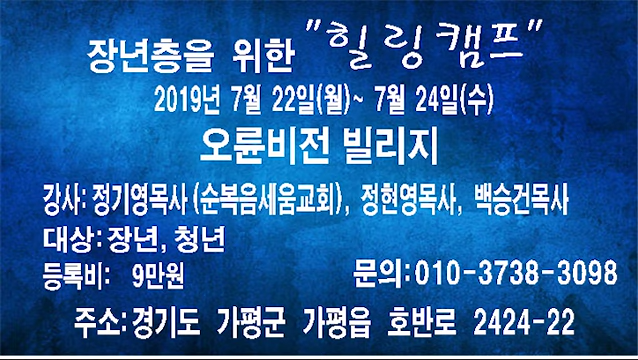 장년층을 위한 "힐링캠프"
2019년 7월 22일(월)~ 7월 24일(수)
오륜비전 빌리지
강사: 정기영목사 (순복음세움교회), 정현영목사, 백승건목사
대상: 장년, 청년
등록비: 9만원 문의: 010-3738-3098
주소: 경기도 가평군 가평읍 호반로 2424-22